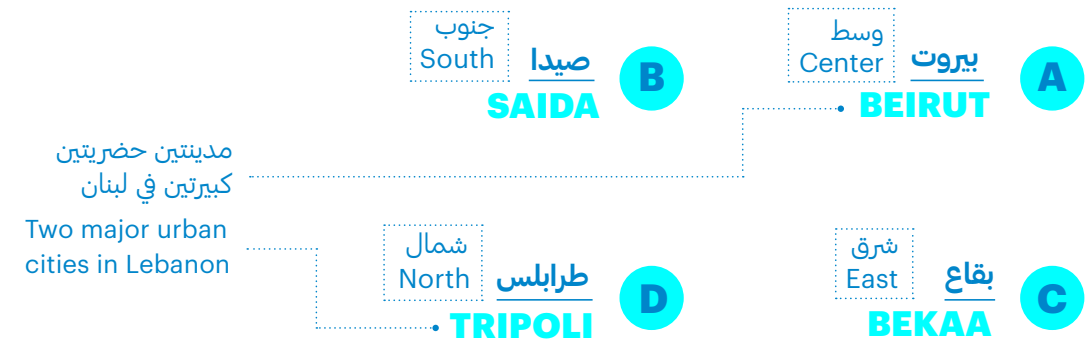 A
بيروت
BEIRUT
وسط
Center
B
صيدا
SAIDA
جنوب
South
مدينتين حضريتين
كبيرتين في لبنان
Two major urban
cities in Lebanon
C
بقاع
BEKAA
شرق
East
D
طرابلس
TRIPOLI
شمال
North